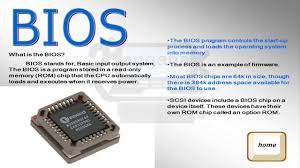 BIOS
What is the BIOS?
BIOS stands for, Basic input output system.
The BIOS is a program stored in a read-only
memory (ROM) chip that the CPU automatically
loads and executes when it receives power.
•The BIOS program controls the start-up
process and loads the operating system
into memory.
•The BIOS is an example of firmware.
•Most BIOS chips are 64k in size, though
there is 384k address space available for
the BIOS to use.
•SCSI devices include a BIOS chip on a
device itself. These devices have their
own ROM chip called an option ROM.
home